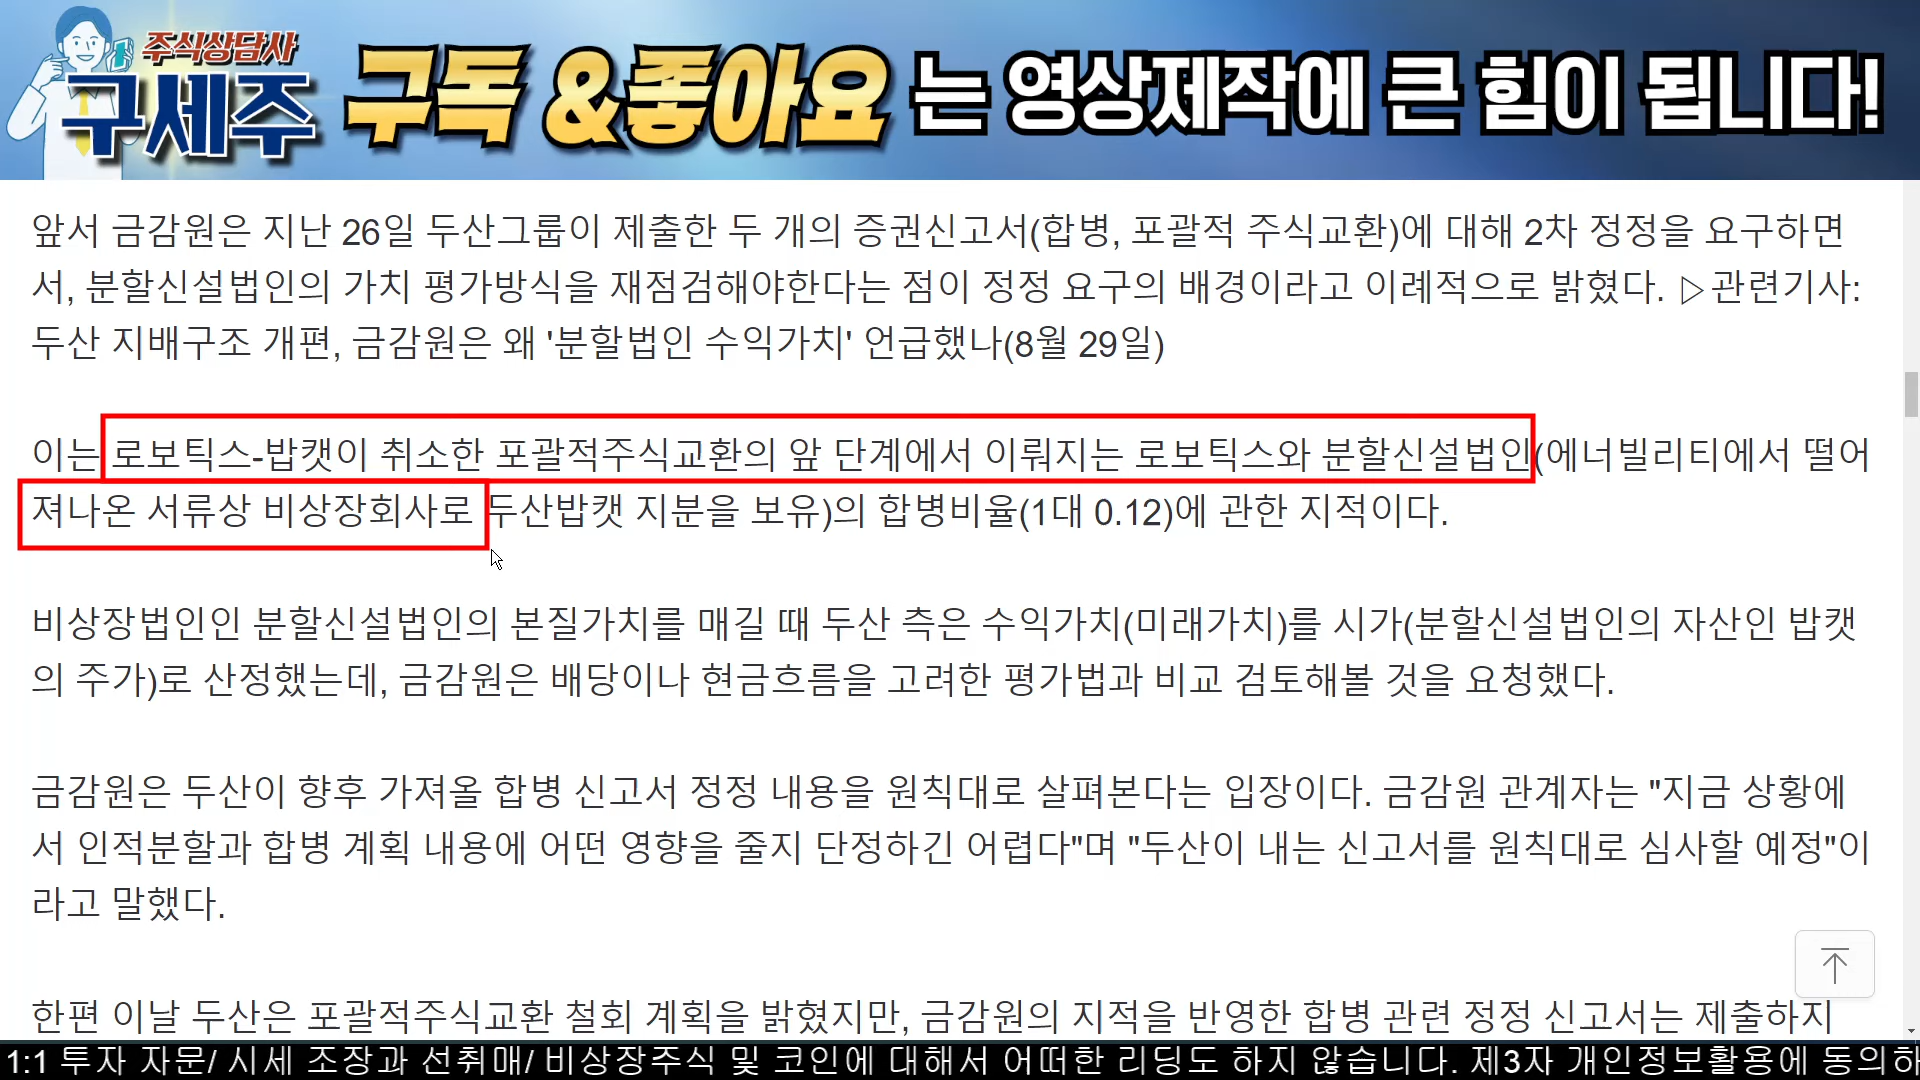 주식상담사
구세주
구독 &좋아요 는 영상제작에 큰 힘이 됩니다!
앞서 금감원은 지난 26일 두산그룹이 제출한 두 개의 증권신고서(합병, 포괄적 주식교환)에 대해 2차 정정을 요구하면
서, 분할신설법인의 가치 평가방식을 재점검해야한다는 점이 정정 요구의 배경이라고 이례적으로 밝혔다. ▷관련기사:
두산 지배구조 개편, 금감원은 왜 '분할법인 수익가치' 언급했나(8월 29일)
이는 로보틱스-밥캣이 취소한 포괄적주식교환의 앞 단계에서 이뤄지는 로보틱스와 분할신설법인(에너빌리티에서 떨어
져나온 서류상 비상장회사로 두산밥캣 지분을 보유)의 합병비율(1대 0.12)에 관한 지적이다.
비상장법인인 분할신설법인의 본질가치를 매길 때 두산 측은 수익가치(미래가치)를 시가(분할신설법인의 자산인 밥캣
의 주가)로 산정했는데, 금감원은 배당이나 현금흐름을 고려한 평가법과 비교 검토해볼 것을 요청했다.
금감원은 두산이 향후 가져올 합병 신고서 정정 내용을 원칙대로 살펴본다는 입장이다. 금감원 관계자는 "지금 상황에
서 인적분할과 합병 계획 내용에 어떤 영향을 줄지 단정하긴 어렵다"며 "두산이 내는 신고서를 원칙대로 심사할 예정"이
라고 말했다.
한편 이날 두산은 포괄적주식교환 철회 계획을 밝혔지만, 금감원의 지적을 반영한 합병 관련 정정 신고서는 제출하지
1:1 투자 자문/ 시세 조장과 선취매/ 비상장주식 및 코인에 대해서 어떠한 리딩도 하지 않습니다. 제3자 개인정보활용에 동의하